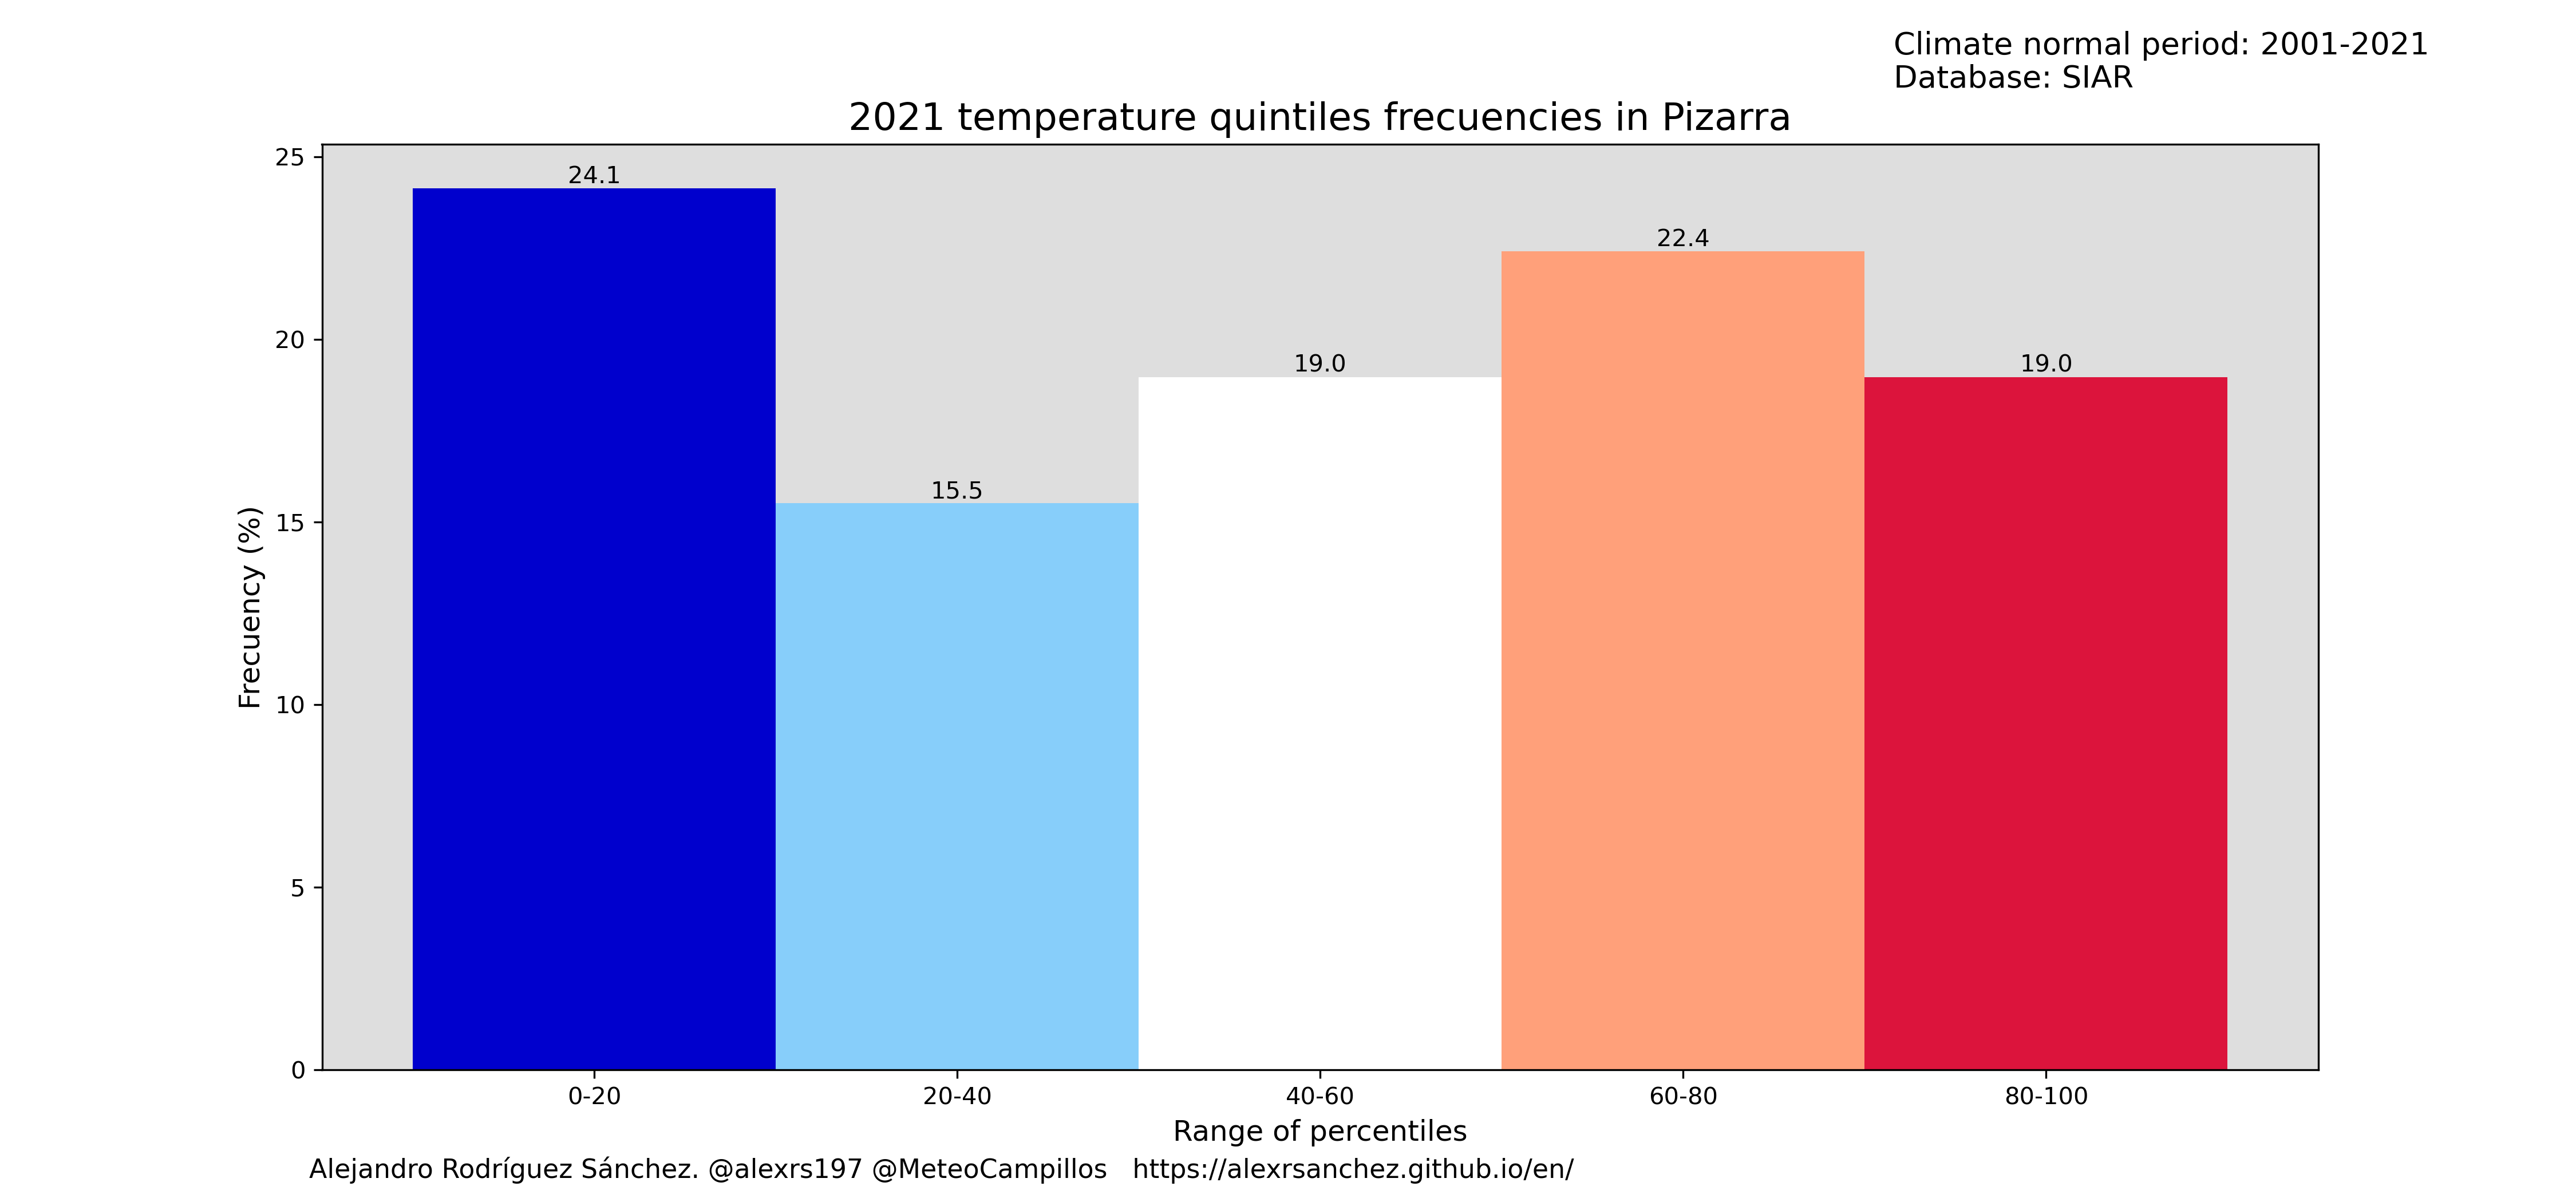 Climate normal period: 2001-2021
Database: SIAR
2021 temperature quintiles frecuencies in Pizarra
25
20
15
10
5
0
Frecuency (%)
24.1
15.5
19.0
22.4
19.0
0-20
20-40
40-60
60-80
80-100
Range of percentiles
Alejandro Rodríguez Sánchez. @alexrs197 @MeteoCampillos   https://alexrsanchez.github.io/en/